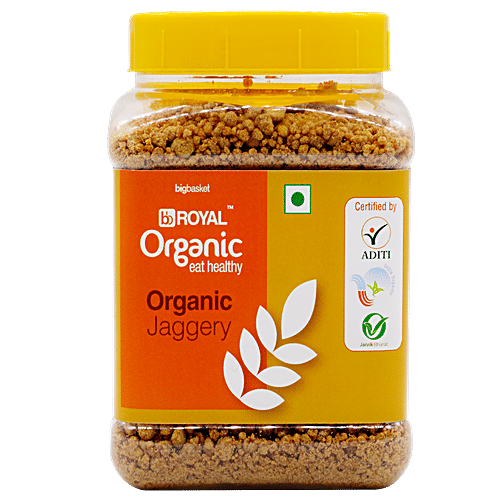 bigbasket
bb ROYAL™
Organic
eat healthy
Organic
Jaggery
Certified by
ADITI
Jaivik Bharat